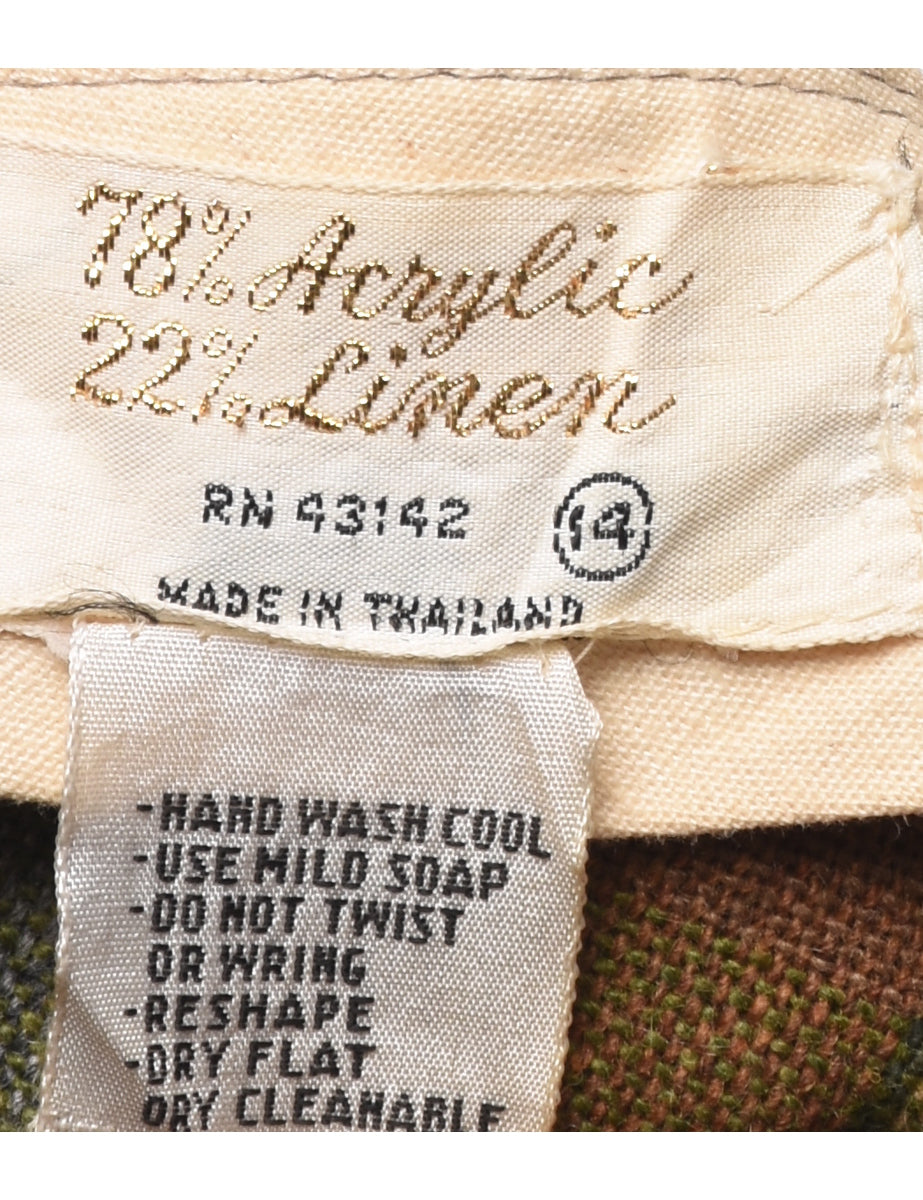 78% Acrylic
22% Linen
RN 43142 14
MADE IN THAILAND
-HAND WASH COOL
-USE MILD SOAP
-DO NOT TWIST
OR WRING
-RESHAPE
-DRY FLAT
DRY CLEANABLE